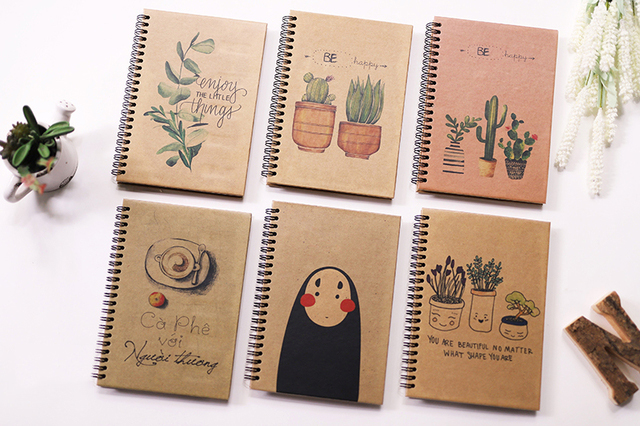 enjoy
THE LITTLE
things
BE happy
BE happy
Cà Phê
với
Người thương
YOU ARE BEAUTIFUL NO MATTER
WHAT SHAPE YOU ARE